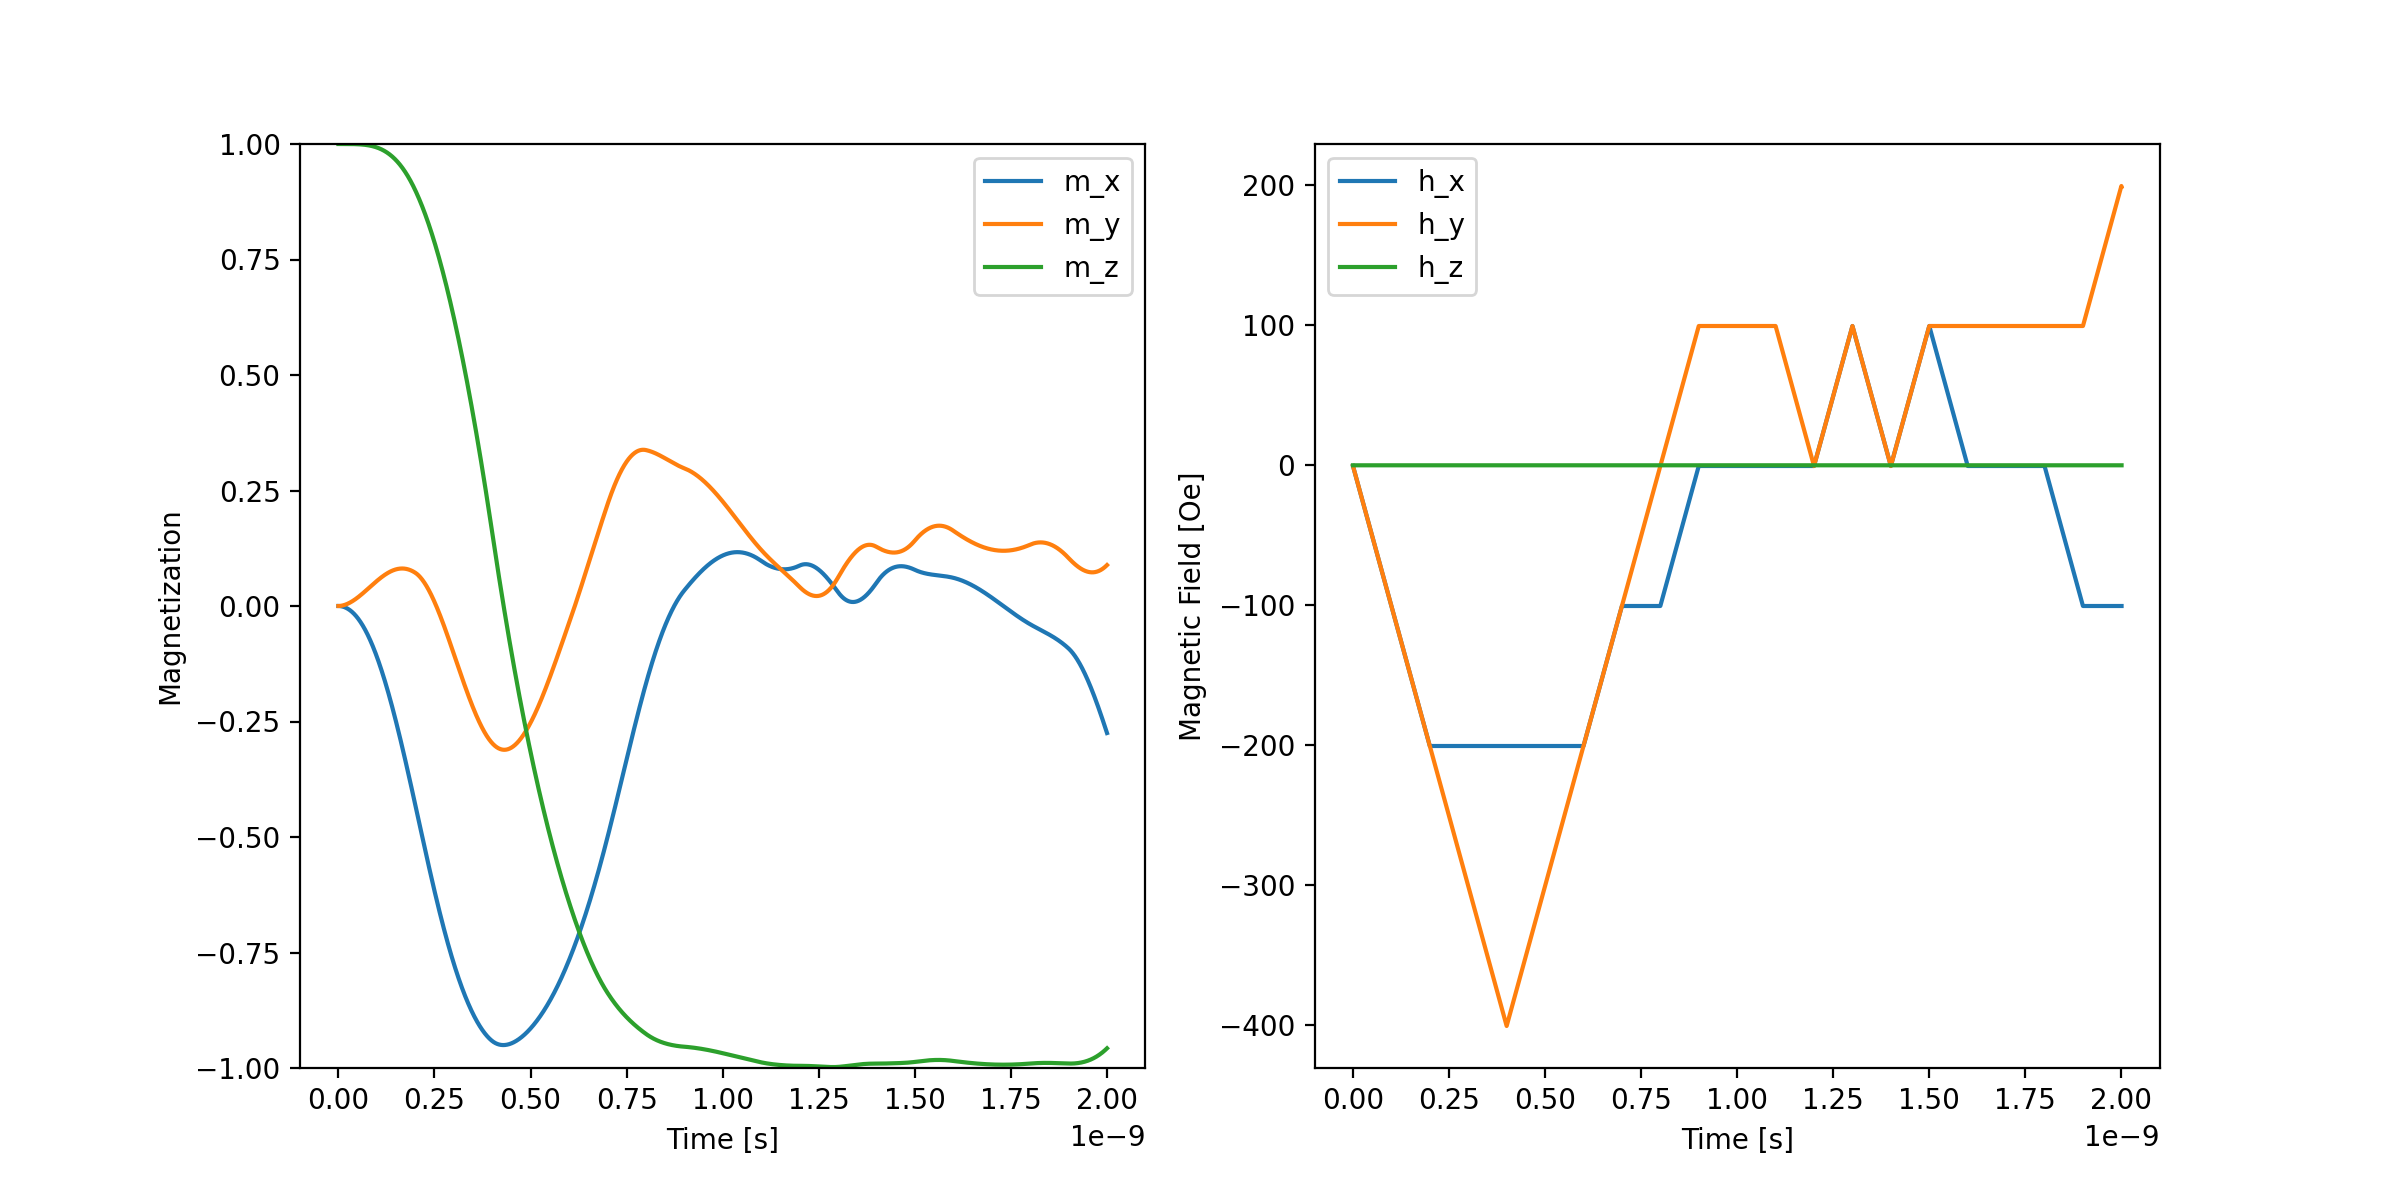 Magnetization
1.00
0.75
0.50
0.25
0.00
−0.25
−0.50
−0.75
−1.00
m_x
m_y
m_z
0.00 0.25 0.50 0.75 1.00 1.25 1.50 1.75 2.00
Time [s]
1e−9
Magnetic Field [Oe]
200
100
0
−100
−200
−300
−400
h_x
h_y
h_z
0.00 0.25 0.50 0.75 1.00 1.25 1.50 1.75 2.00
Time [s]
1e−9